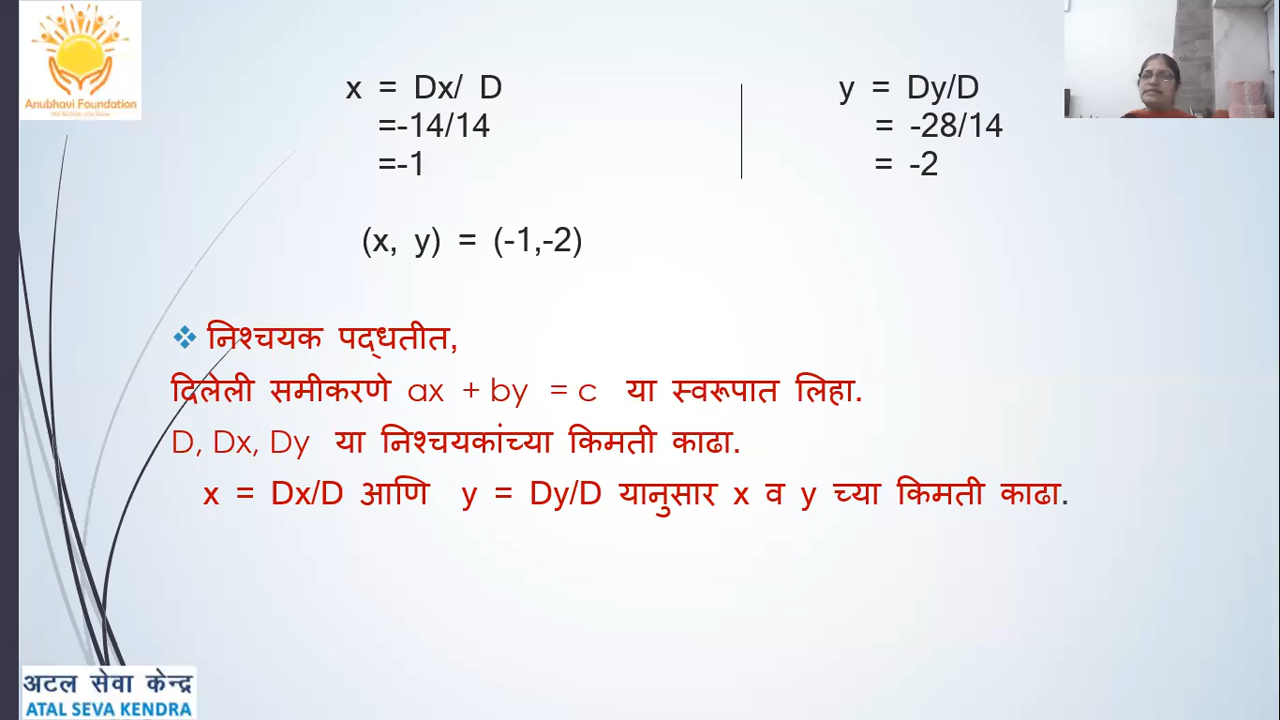 Anubhavi Foundation
x = Dx/ D
=-14/14
=-1
y = Dy/D
= -28/14
= -2
(x, y) = (-1,-2)
❖ निश्चयक पद्धतीत,
दिलेली समीकरणे ax + by = c या स्वरूपात लिहा.
D, Dx, Dy या निश्चयकांच्या किमती काढा.
x = Dx/D आणि y = Dy/D यानुसार x व y च्या किमती काढा.
अटल सेवा केन्द्र
ATAL SEVA KENDRA